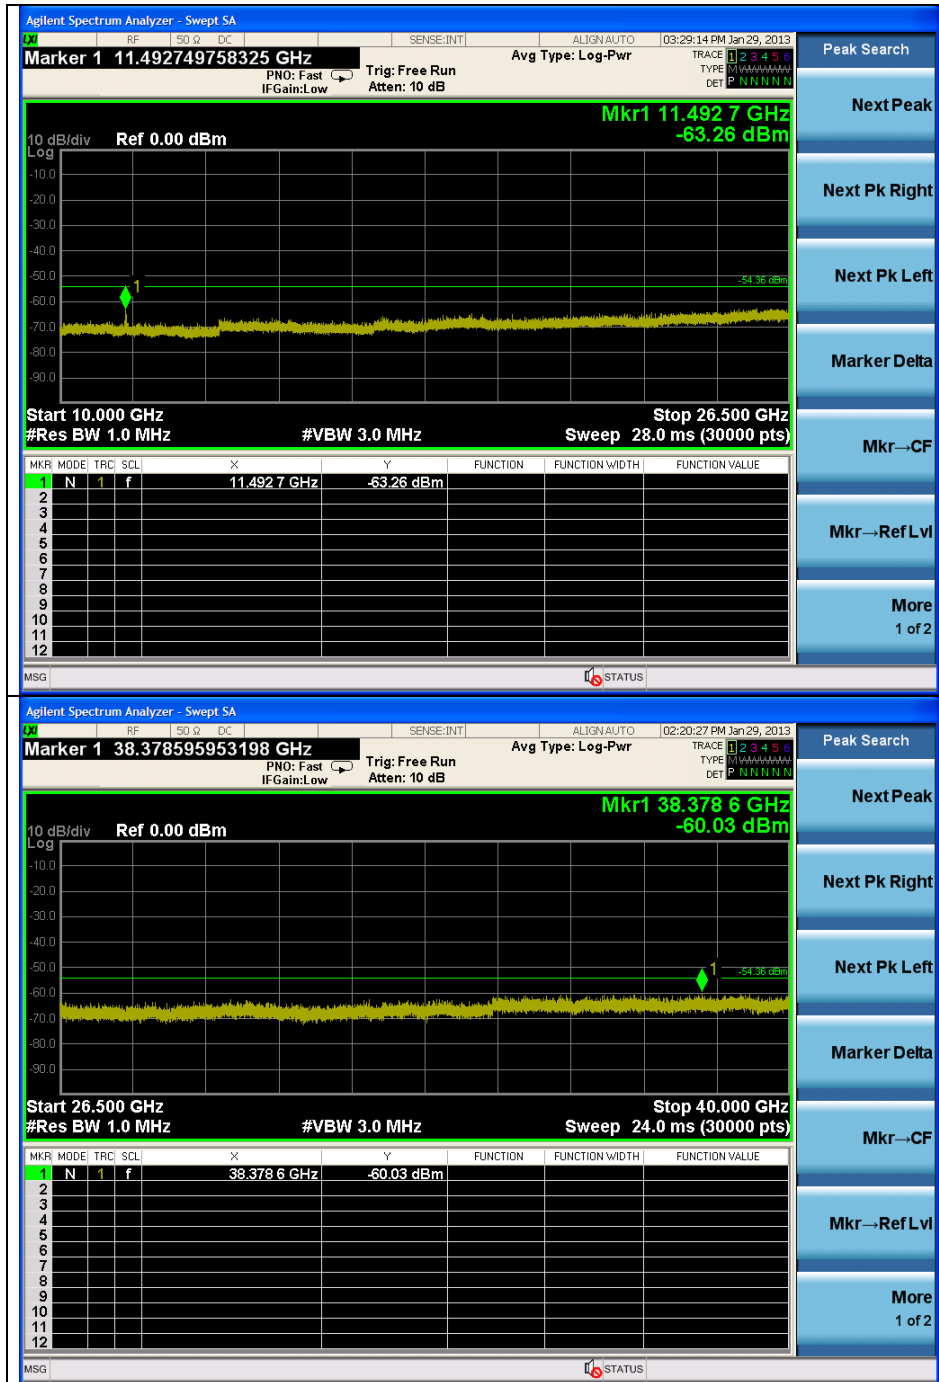 Agilent Spectrum Analyzer - Swept SA
LXI RF 50 Ω DC SENSE:INT ALIGN AUTO 03:29:14 PM Jan 29, 2013
Marker 1 11.492749758325 GHz
PNO: Fast
IFGain:Low
Trig: Free Run
Atten: 10 dB
Avg Type: Log-Pwr
TRACE 1 2 3 4 5 6
TYPE M WWWWW
DET P N N N N N
Peak Search
Mkr1 11.492 7 GHz
-63.26 dBm
10 dB/div Ref 0.00 dBm
Log
-10.0
-20.0
-30.0
-40.0
-50.0
-60.0
-70.0
-80.0
-90.0
1
-54.36 dBm
Start 10.000 GHz Stop 26.500 GHz
#Res BW 1.0 MHz #VBW 3.0 MHz Sweep 28.0 ms (30000 pts)
MKR MODE TRC SCL X Y FUNCTION FUNCTION WIDTH FUNCTION VALUE
1 N 1 f 11.492 7 GHz -63.26 dBm
2
3
4
5
6
7
8
9
10
11
12
MSG STATUS
Next Peak
Next Pk Right
Next Pk Left
Marker Delta
Mkr→CF
Mkr→Ref Lvl
More
1 of 2
Agilent Spectrum Analyzer - Swept SA
LXI RF 50 Ω DC SENSE:INT ALIGN AUTO 02:20:27 PM Jan 29, 2013
Marker 1 38.378595953198 GHz
PNO: Fast
IFGain:Low
Trig: Free Run
Atten: 10 dB
Avg Type: Log-Pwr
TRACE 1 2 3 4 5 6
TYPE M WWWWW
DET P N N N N N
Peak Search
Mkr1 38.378 6 GHz
-60.03 dBm
10 dB/div Ref 0.00 dBm
Log
-10.0
-20.0
-30.0
-40.0
-50.0
-60.0
-70.0
-80.0
-90.0
1
-54.36 dBm
Start 26.500 GHz Stop 40.000 GHz
#Res BW 1.0 MHz #VBW 3.0 MHz Sweep 24.0 ms (30000 pts)
MKR MODE TRC SCL X Y FUNCTION FUNCTION WIDTH FUNCTION VALUE
1 N 1 f 38.378 6 GHz -60.03 dBm
2
3
4
5
6
7
8
9
10
11
12
MSG STATUS
Next Peak
Next Pk Right
Next Pk Left
Marker Delta
Mkr→CF
Mkr→Ref Lvl
More
1 of 2